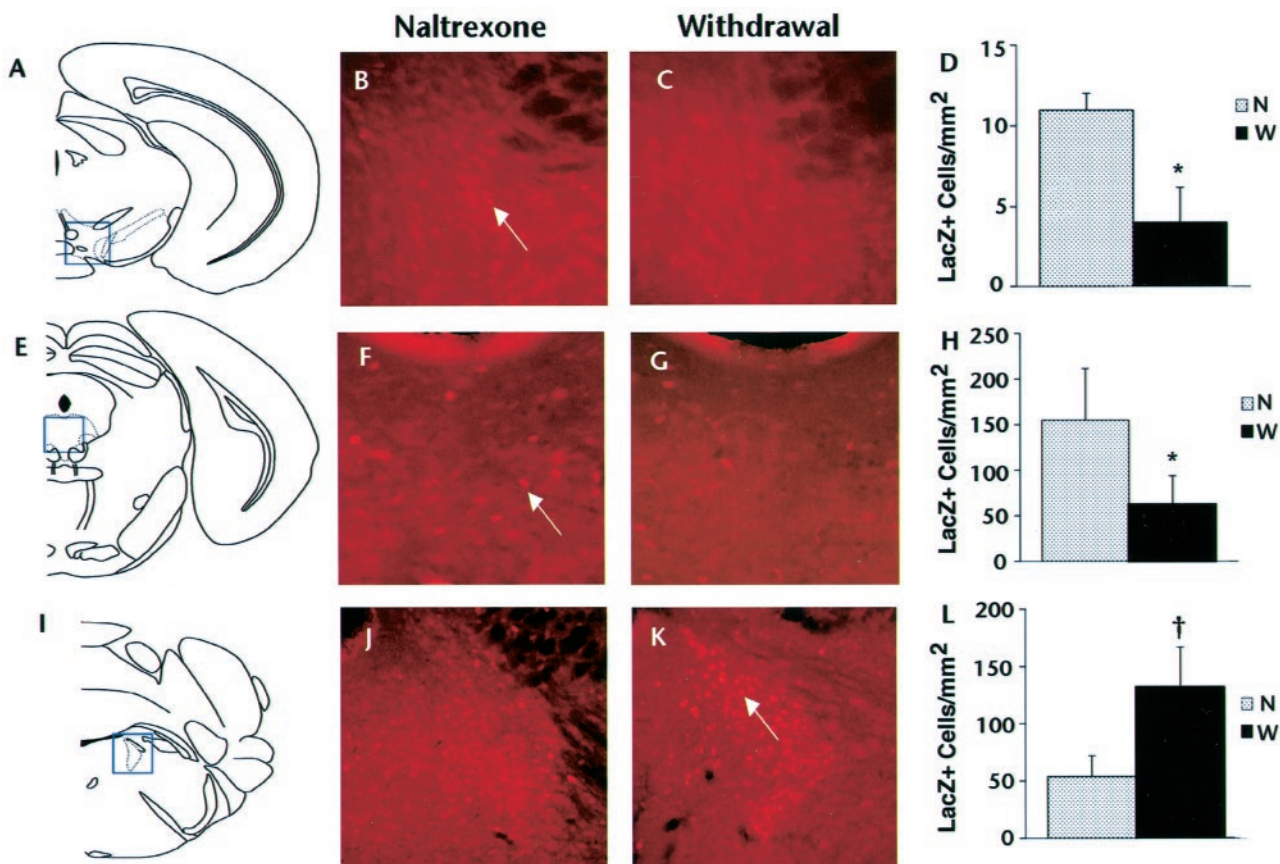 Naltrexone Withdrawal
A
B
C
D
LacZ+ Cells/mm²
15
10
5
0
N
W
*
E
F
G
H
LacZ+ Cells/mm²
250
200
150
100
50
0
N
W
*
I
J
K
L
LacZ+ Cells/mm²
200
150
100
50
0
N
W
†